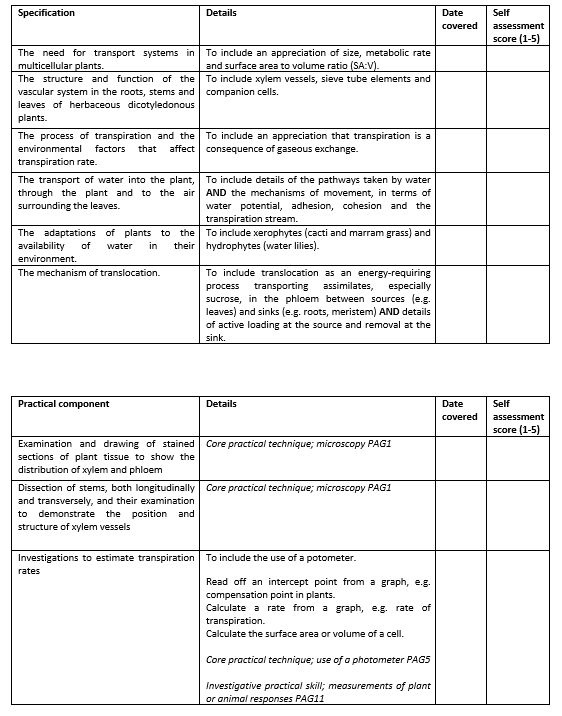 Specification
Details
Date covered
Self assessment score (1-5)
The need for transport systems in
multicellular plants.
To include an appreciation of size, metabolic rate
and surface area to volume ratio (SA:V).
The structure and function of the
vascular system in the roots, stems and
leaves of herbaceous dicotyledonous
plants.
To include xylem vessels, sieve tube elements and
companion cells.
The process of transpiration and the
environmental factors that affect
transpiration rate.
To include an appreciation that transpiration is a
consequence of gaseous exchange.
The transport of water into the plant,
through the plant and to the air
surrounding the leaves.
To include details of the pathways taken by water
AND the mechanisms of movement, in terms of
water potential, adhesion, cohesion and the
transpiration stream.
The adaptations of plants to the
availability of water in their
environment.
To include xerophytes (cacti and marram grass) and
hydrophytes (water lilies).
The mechanism of translocation.
To include translocation as an energy-requiring
process transporting assimilates, especially
sucrose, in the phloem between sources (e.g.
leaves) and sinks (e.g. roots, meristem) AND details
of active loading at the source and removal at the
sink.
Practical component
Details
Date covered
Self assessment score (1-5)
Examination and drawing of stained
sections of plant tissue to show the
distribution of xylem and phloem
Core practical technique; microscopy PAG1
Dissection of stems, both longitudinally
and transversely, and their examination
to demonstrate the position and
structure of xylem vessels
Core practical technique; microscopy PAG1
Investigations to estimate transpiration
rates
To include the use of a potometer.
Read off an intercept point from a graph, e.g.
compensation point in plants.
Calculate a rate from a graph, e.g. rate of
transpiration.
Calculate the surface area or volume of a cell.
Core practical technique; use of a photometer PAG5
Investigative practical skill; measurements of plant
or animal responses PAG11